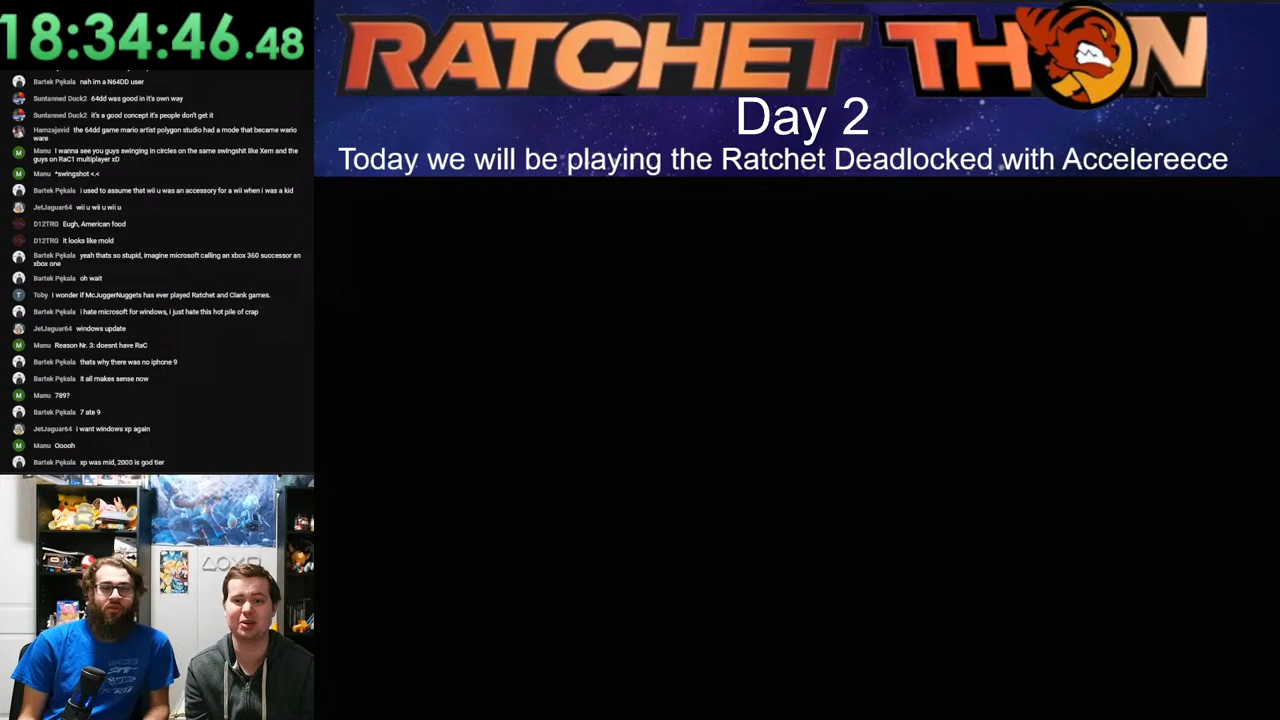 18:34:46.48
RATCHET THON
Day 2
Today we will be playing the Ratchet Deadlocked with Accelereece
Bartek Pękala nah im a N64DD user
Suntanned Duck2 64dd was good in it's own way
Suntanned Duck2 it's a good concept it's people don't get it
Hamzajavid the 64dd game mario artist polygon studio had a mode that became wario
ware
Manu I wanna see you guys swinging in circles on the same swingshit like Xem and the
guys on RaC1 multiplayer xD
Manu *swingshot <.<
Bartek Pękala i used to assume that wii u was an accessory for a wii when i was a kid
JetJaguar64 wii u wii u wii u
D12TRG Eugh, American food
D12TRG It looks like mold
Bartek Pękala yeah thats so stupid, imagine microsoft calling an xbox 360 successor an
xbox one
Bartek Pękala oh wait
Toby I wonder if McJuggerNuggets has ever played Ratchet and Clank games.
Bartek Pękala i hate microsoft for windows, i just hate this hot pile of crap
JetJaguar64 windows update
Manu Reason Nr. 3: doesnt have RaC
Bartek Pękala thats why there was no iphone 9
Bartek Pękala It all makes sense now
Manu 789?
Bartek Pękala 7 ate 9
JetJaguar64 i want windows xp again
Manu Ooooh
Bartek Pękala xp was mid, 2000 is god tier